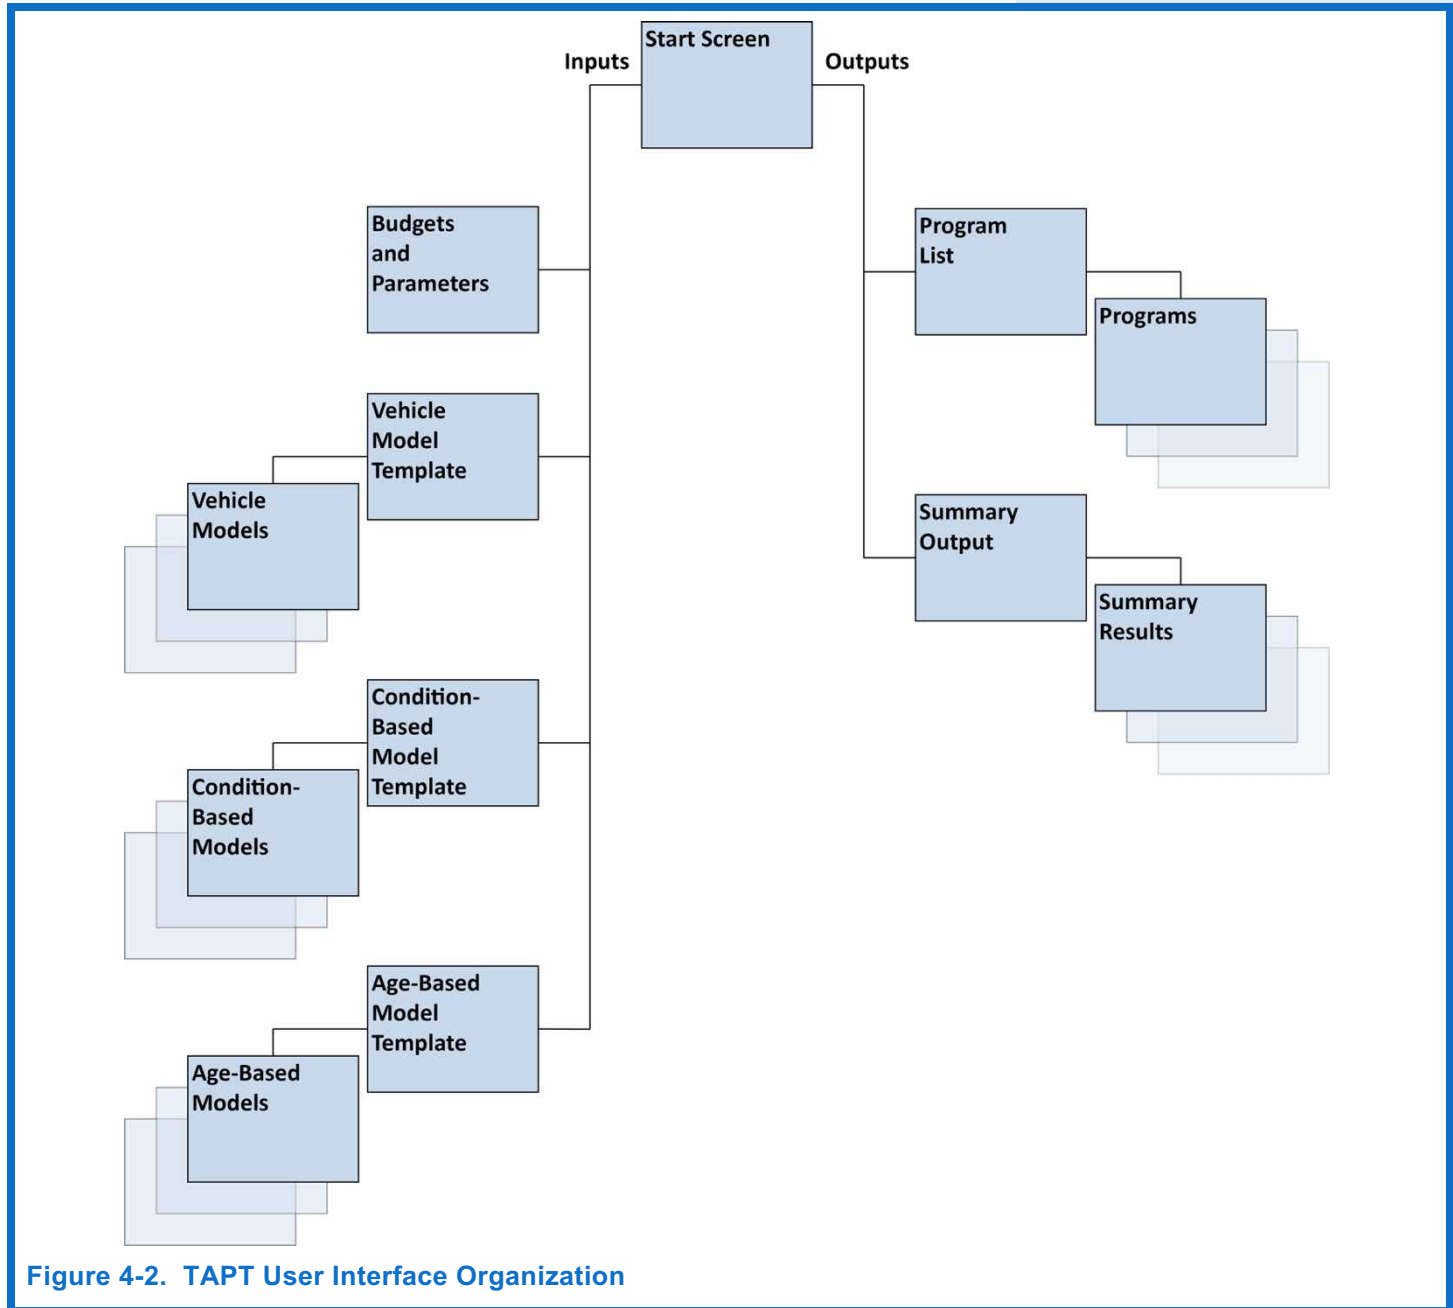 Start Screen
Inputs
Outputs
Budgets
and
Parameters
Vehicle
Model
Template
Vehicle
Models
Condition-
Based
Model
Template
Condition-
Based
Models
Age-Based
Model
Template
Age-Based
Models
Program
List
Programs
Summary
Output
Summary
Results
Figure 4-2. TAPT User Interface Organization